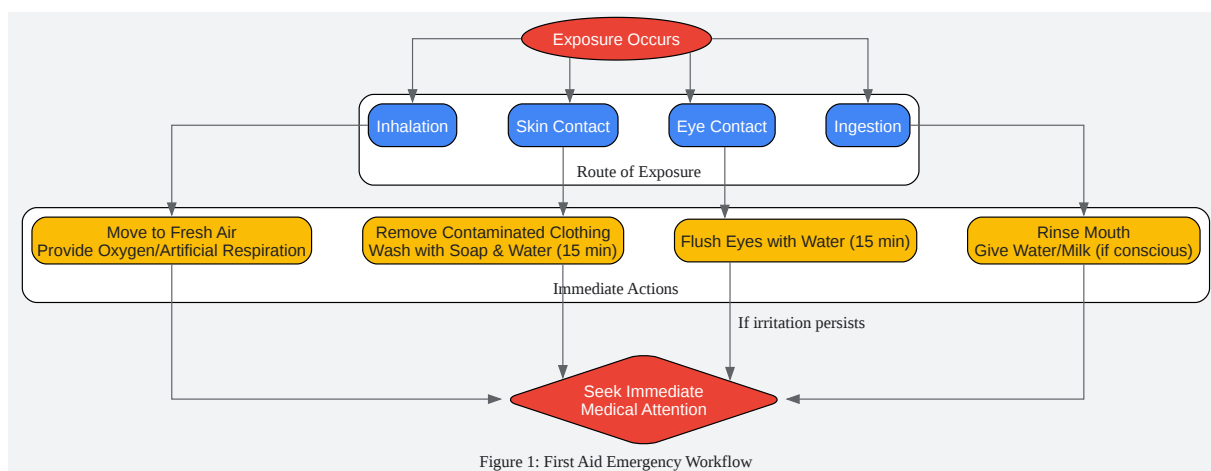 Exposure Occurs
Inhalation
Skin Contact
Eye Contact
Ingestion
Route of Exposure
Move to Fresh Air
Provide Oxygen/Artificial Respiration
Remove Contaminated Clothing
Wash with Soap & Water (15 min)
Flush Eyes with Water (15 min)
Rinse Mouth
Give Water/Milk (if conscious)
Immediate Actions
If irritation persists
Seek Immediate
Medical Attention
Figure 1: First Aid Emergency Workflow